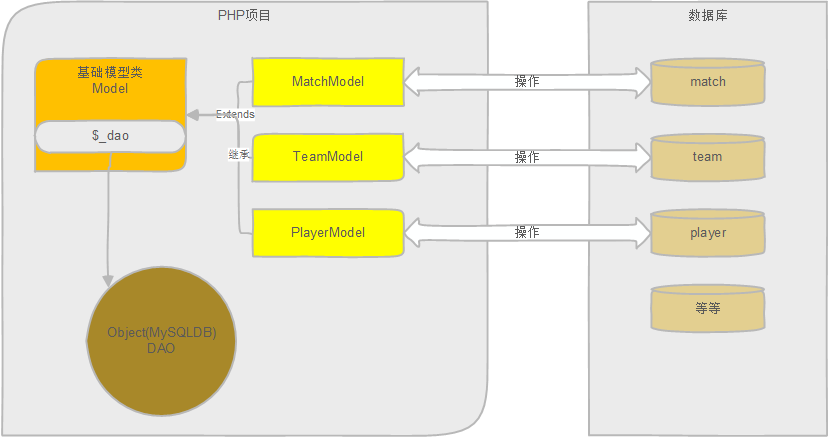 PHP项目
数据库
基础模型类
Model
$_dao
MatchModel
操作
match
Extends
继承
TeamModel
操作
team
PlayerModel
操作
player
等等
Object(MySQLDB)
DAO